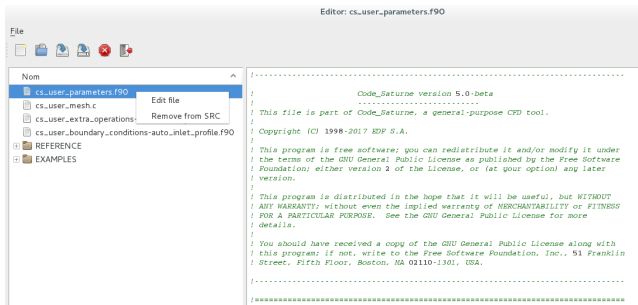 Editor: cs_user_parameters.f90
File
Nom
cs_user_parameters.f90
cs_user_mesh.c
cs_user_extra_operations-
cs_user_boundary_conditions-auto_inlet_profile.f90
REFERENCE
EXAMPLES
Edit file
Remove from SRC
!-------------------------------------------------------------------------------
! Code_Saturne version 5.0-beta
! --------------------------
! This file is part of Code_Saturne, a general-purpose CFD tool.
!
! Copyright (C) 1998-2017 EDF S.A.
!
! This program is free software; you can redistribute it and/or modify it under
! the terms of the GNU General Public License as published by the Free Software
! Foundation; either version 2 of the License, or (at your option) any later
! version.
!
! This program is distributed in the hope that it will be useful, but WITHOUT
! ANY WARRANTY; without even the implied warranty of MERCHANTABILITY or FITNESS
! FOR A PARTICULAR PURPOSE. See the GNU General Public License for more
! details.
!
! You should have received a copy of the GNU General Public License along with
! this program; if not, write to the Free Software Foundation, Inc., 51 Franklin
! Street, Fifth Floor, Boston, MA 02110-1301, USA.
!-------------------------------------------------------------------------------
!===============================================================================